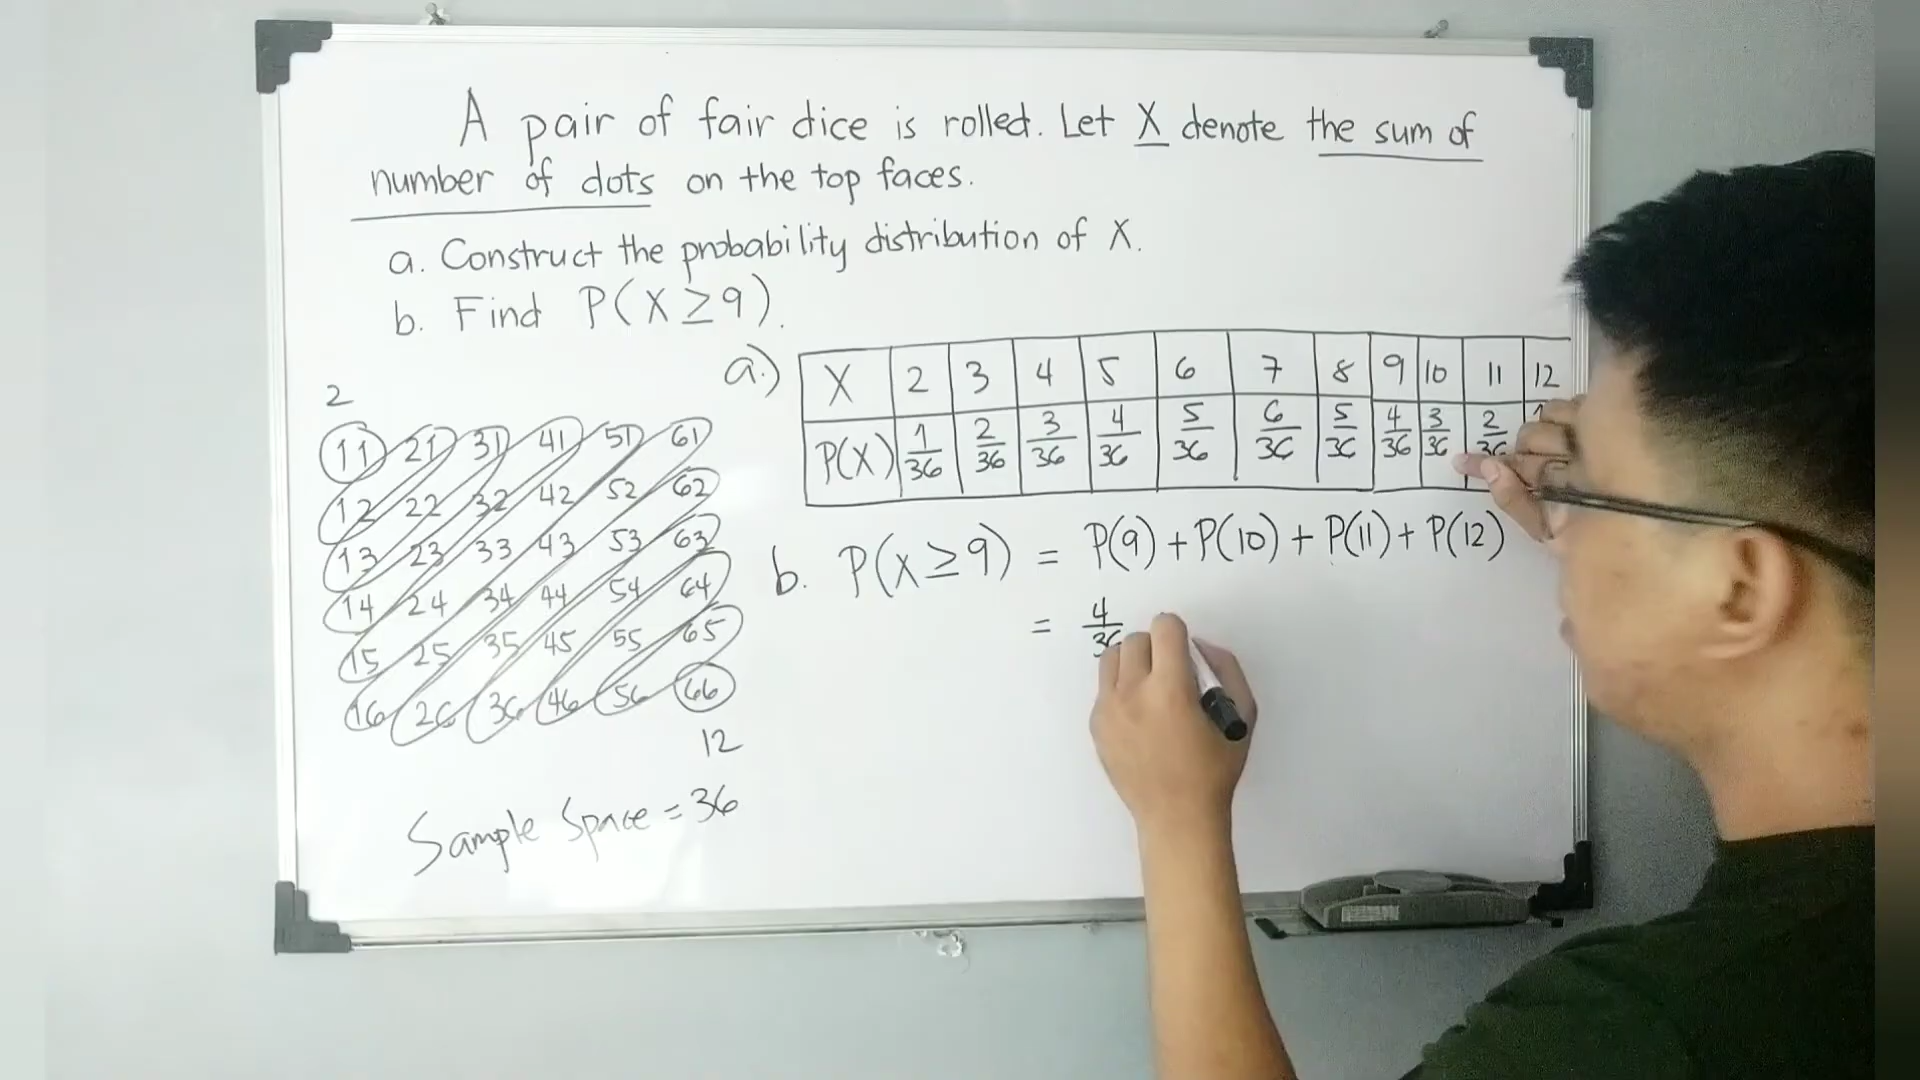 A pair of fair dice is rolled. Let X denote the sum of
number of dots on the top faces.
a. Construct the probability distribution of X.
b. Find P(X ≥ 9).
a.) X 2 3 4 5 6 7 8 9 10 11 12
P(X) 1/36 2/36 3/36 4/36 5/36 6/36 5/36 4/36 3/36 2/36
b. P(X ≥ 9) = P(9) + P(10) + P(11) + P(12)
= 4/36
2
11 21 31 41 51 61
12 22 32 42 52 62
13 23 33 43 53 63
14 24 34 44 54 64
15 25 35 45 55 65
16 26 36 46 56 66
12
Sample Space = 36